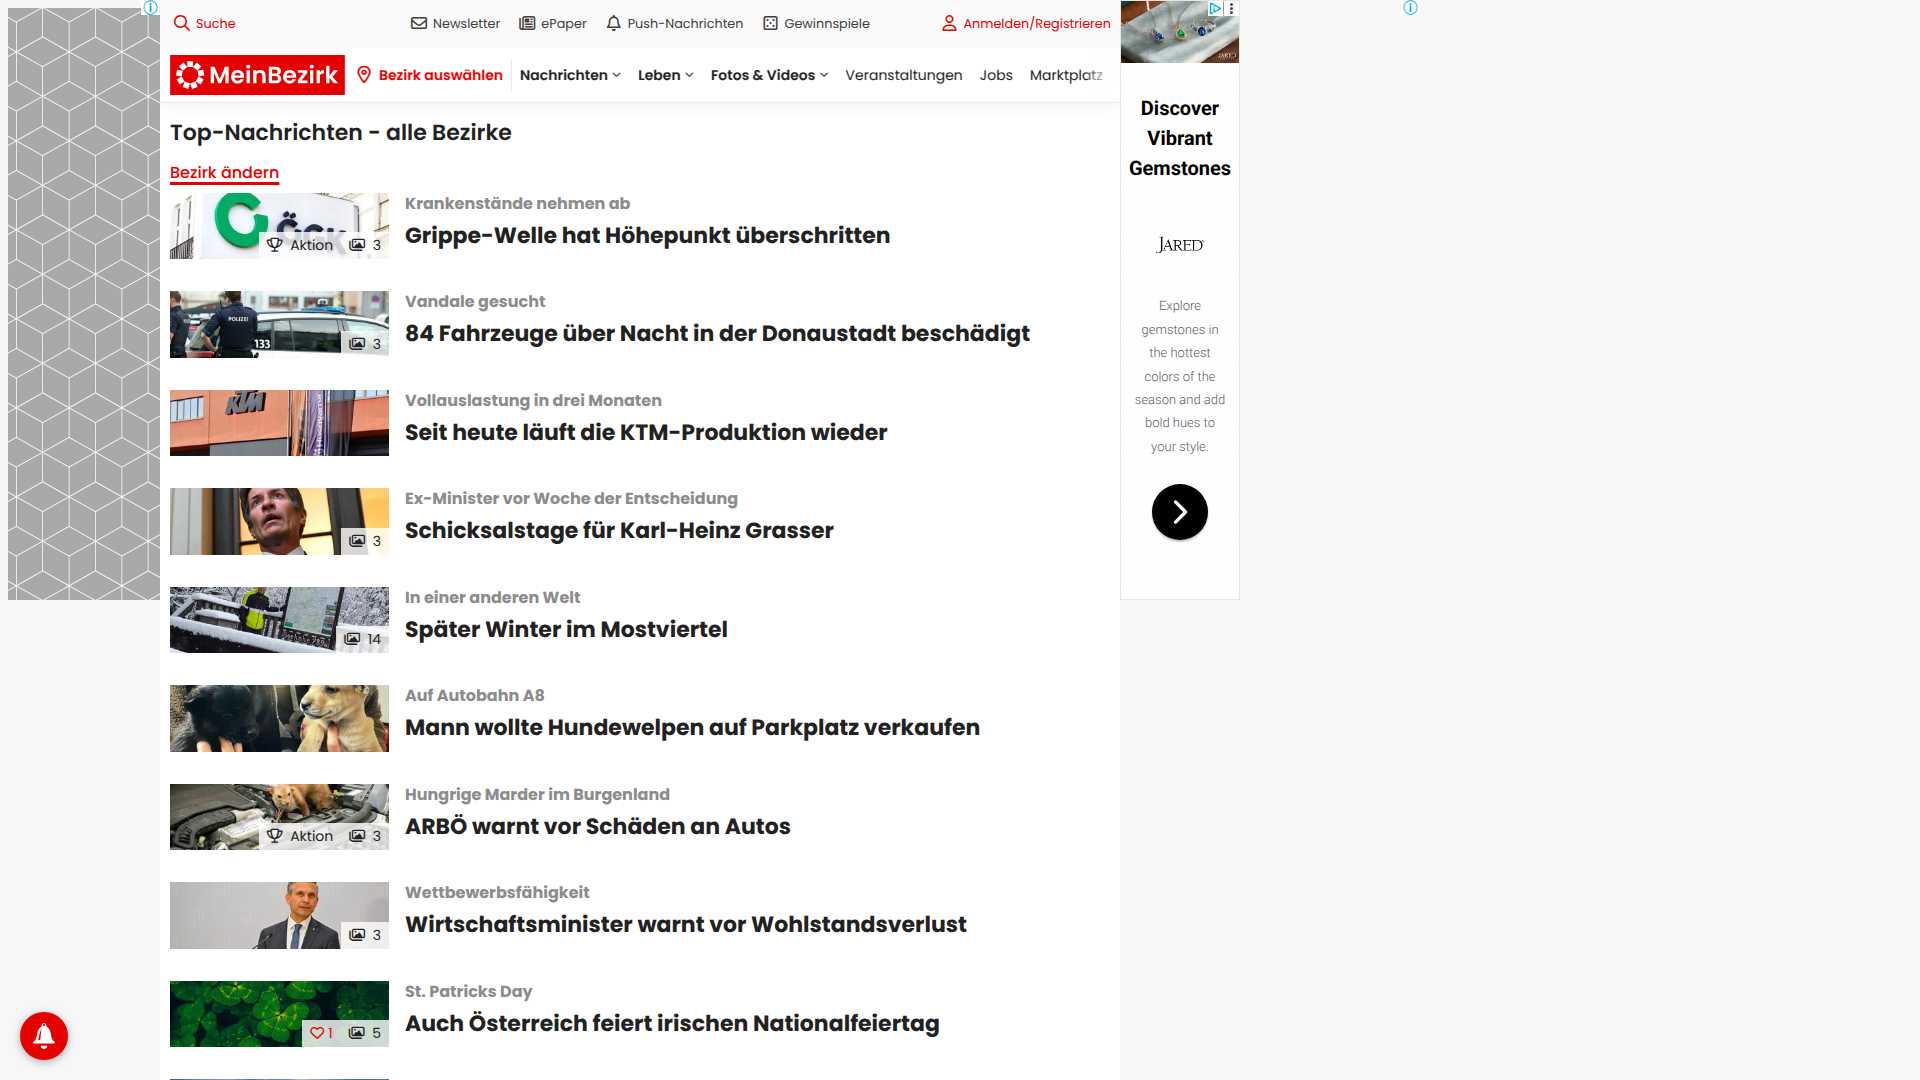 Suche
Newsletter
ePaper
Push-Nachrichten
Gewinnspiele
Anmelden/Registrieren
MeinBezirk
Bezirk auswählen
Nachrichten
Leben
Fotos & Videos
Veranstaltungen
Jobs
Marktplatz
Top-Nachrichten - alle Bezirke
Bezirk ändern
Krankenstände nehmen ab
Grippe-Welle hat Höhepunkt überschritten
Aktion 3
Vandale gesucht
84 Fahrzeuge über Nacht in der Donaustadt beschädigt
POLIZEI
133
3
Vollauslastung in drei Monaten
Seit heute läuft die KTM-Produktion wieder
KTM
Ex-Minister vor Woche der Entscheidung
Schicksalstage für Karl-Heinz Grasser
3
In einer anderen Welt
Später Winter im Mostviertel
14
Auf Autobahn A8
Mann wollte Hundewelpen auf Parkplatz verkaufen
Hungrige Marder im Burgenland
ARBÖ warnt vor Schäden an Autos
Aktion 3
Wettbewerbsfähigkeit
Wirtschaftsminister warnt vor Wohlstandsverlust
3
St. Patricks Day
Auch Österreich feiert irischen Nationalfeiertag
1 5
Discover
Vibrant
Gemstones
JARED
Explore
gemstones in
the hottest
colors of the
season and add
bold hues to
your style.